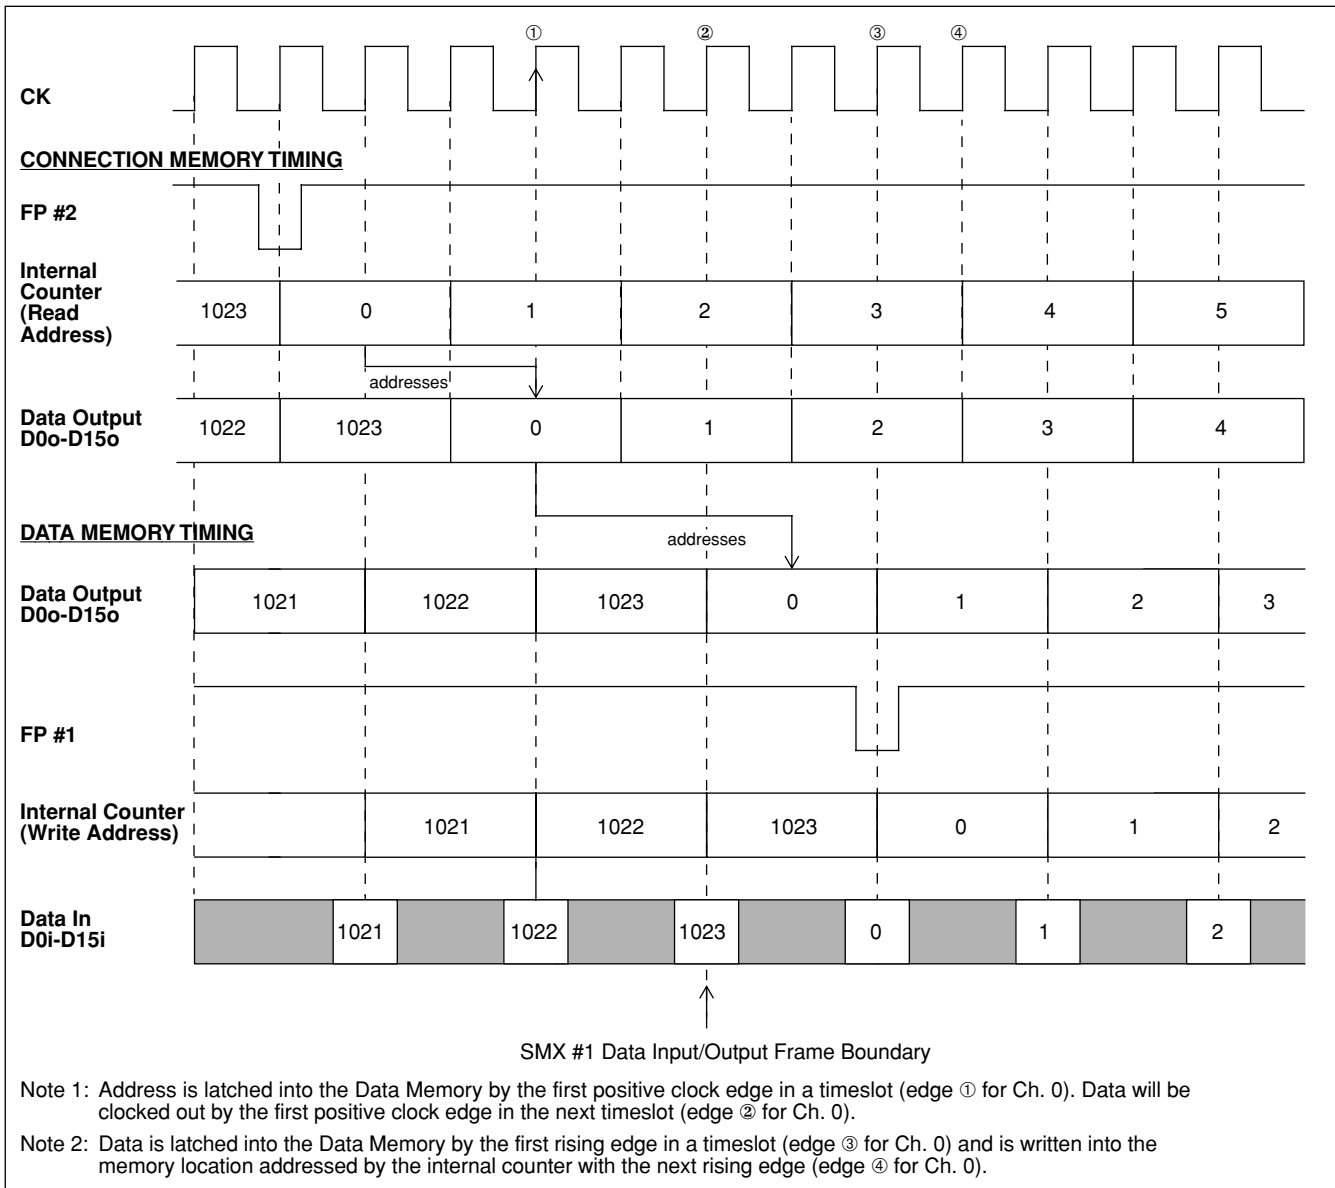 ① ② ③ ④
CK
CONNECTION MEMORY TIMING
FP #2
Internal
Counter
(Read
Address)
1023 0 1 2 3 4 5
addresses
Data Output
D0o-D15o
1022 1023 0 1 2 3 4
DATA MEMORY TIMING
addresses
Data Output
D0o-D15o
1021 1022 1023 0 1 2 3
FP #1
Internal Counter
(Write Address)
1021 1022 1023 0 1 2
Data In
D0i-D15i
1021 1022 1023 0 1 2
SMX #1 Data Input/Output Frame Boundary
Note 1: Address is latched into the Data Memory by the first positive clock edge in a timeslot (edge ① for Ch. 0). Data will be
clocked out by the first positive clock edge in the next timeslot (edge ② for Ch. 0).
Note 2: Data is latched into the Data Memory by the first rising edge in a timeslot (edge ③ for Ch. 0) and is written into the
memory location addressed by the internal counter with the next rising edge (edge ④ for Ch. 0).